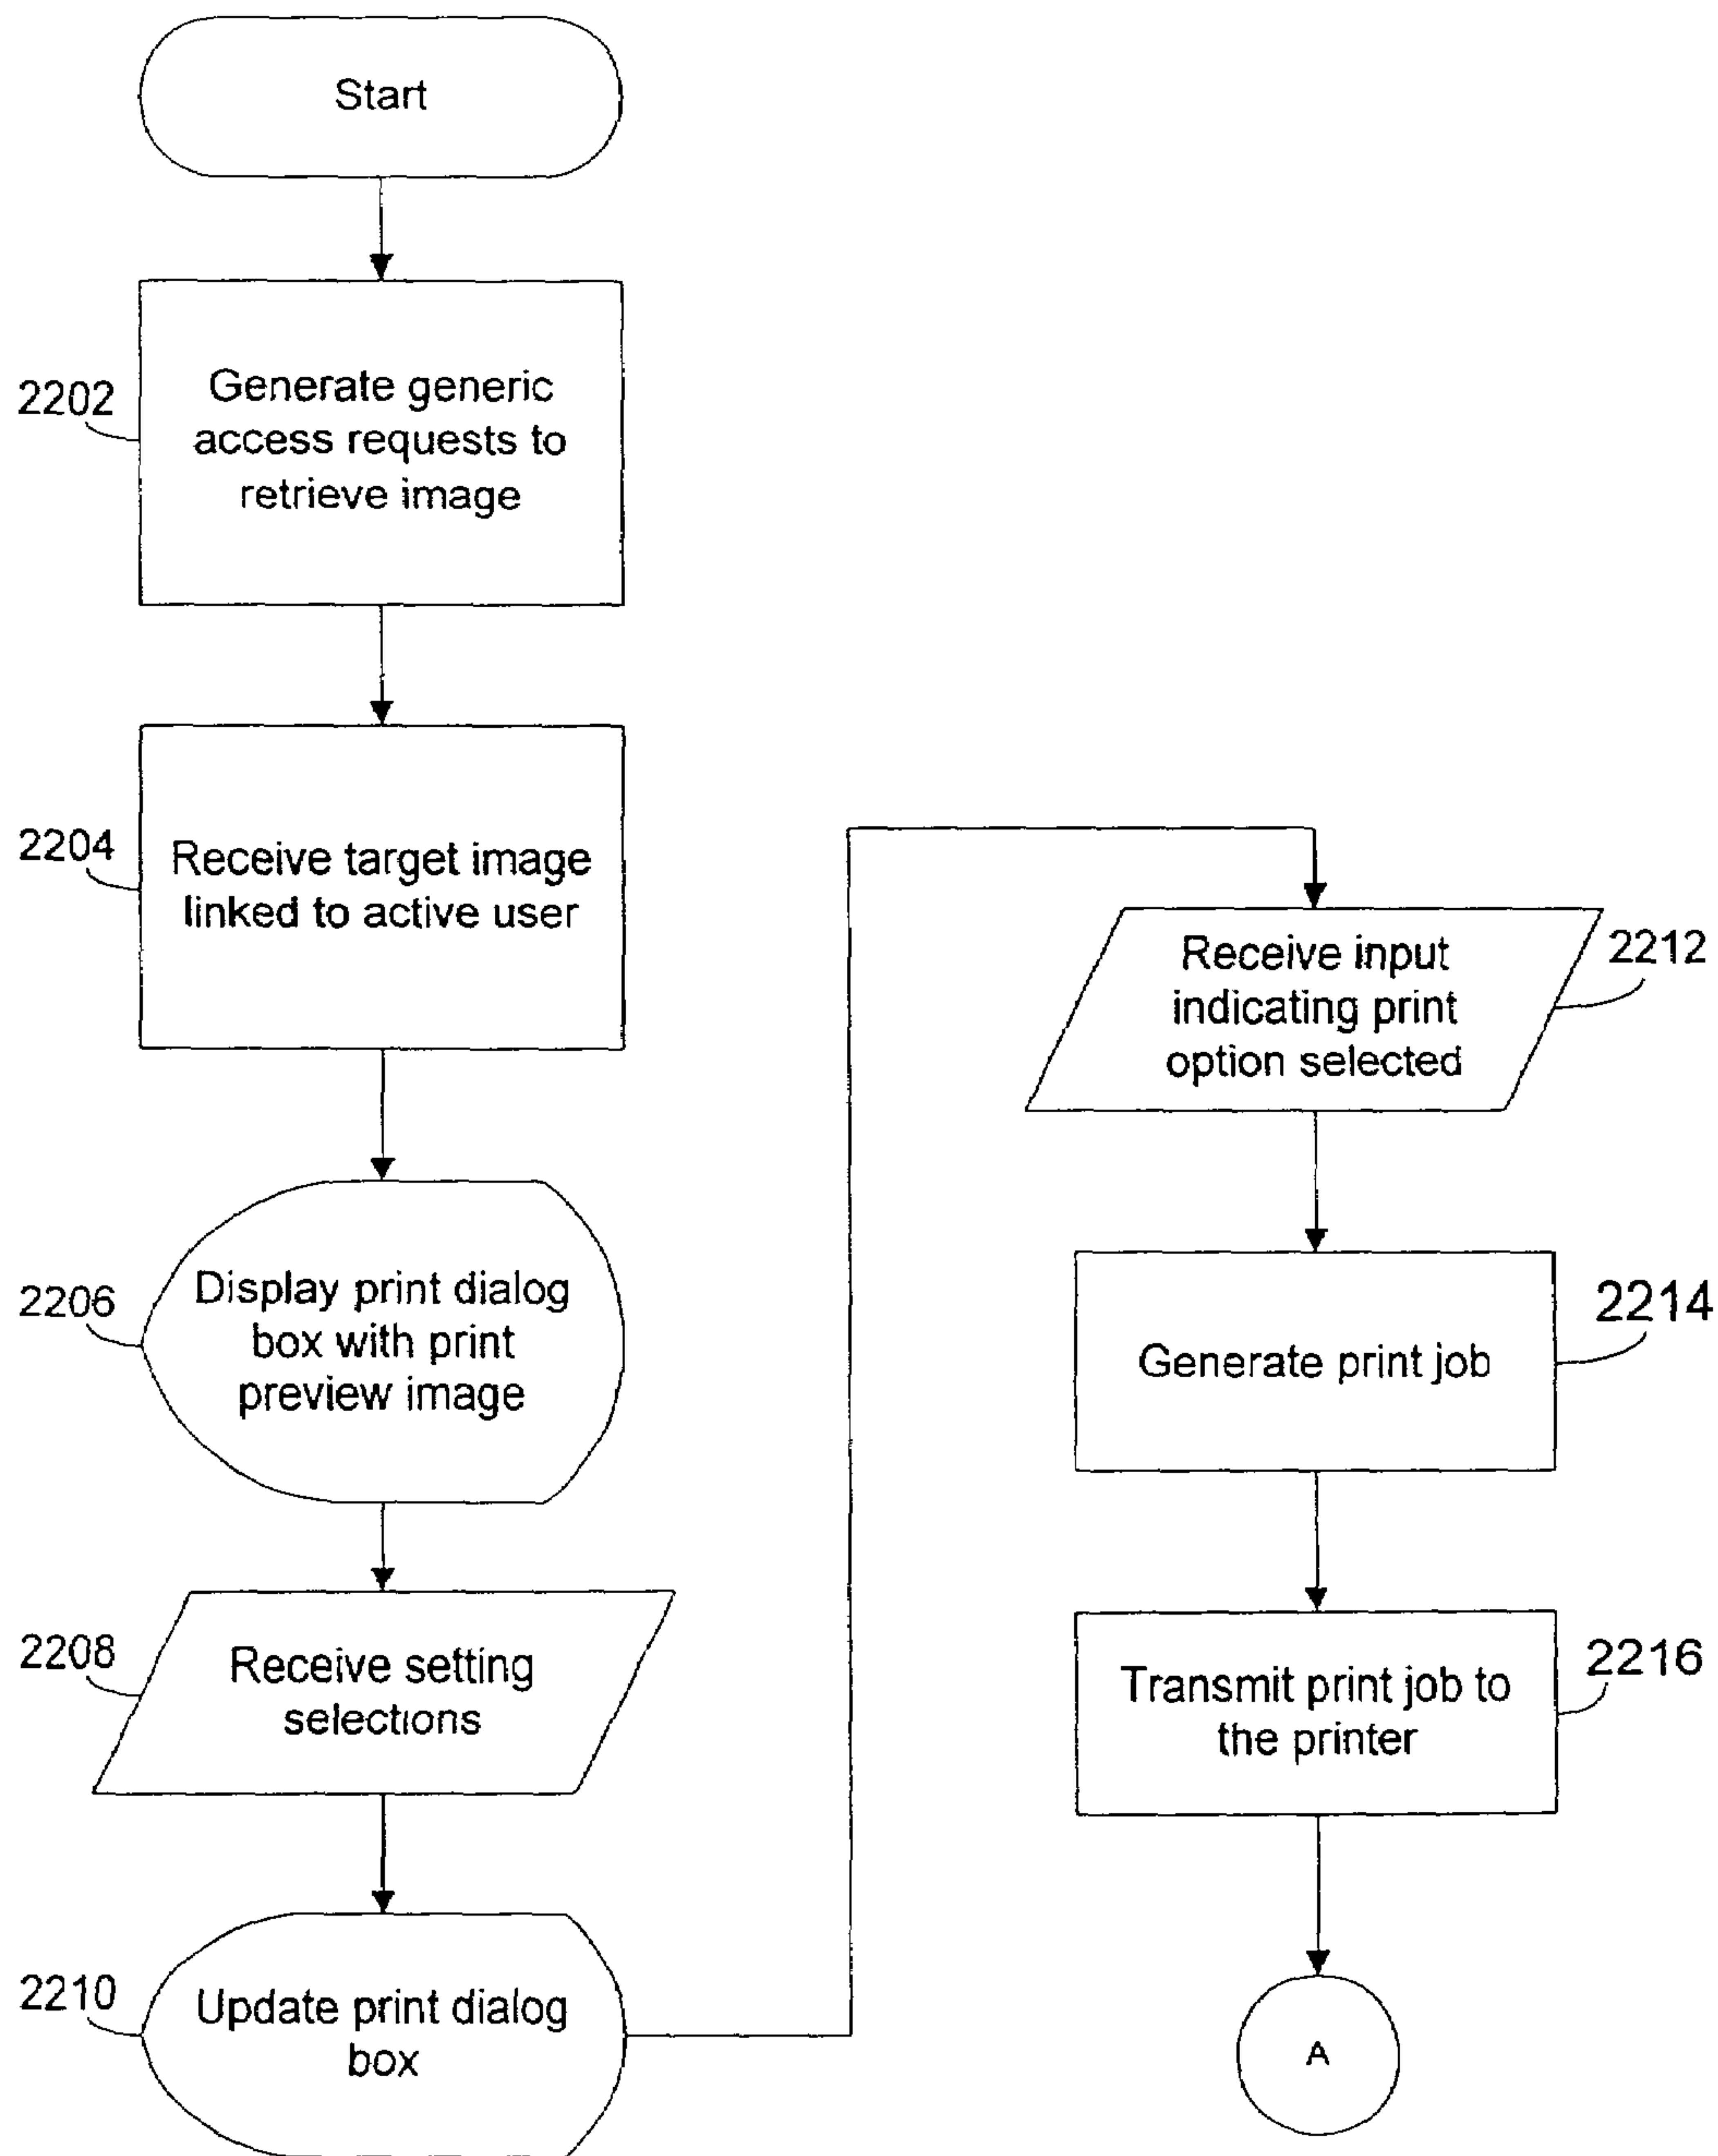 Start
2202
Generate generic
access requests to
retrieve image
2204
Receive target image
linked to active user
2206
Display print dialog
box with print
preview image
2208
Receive setting
selections
2210
Update print dialog
box
2212
Receive input
indicating print
option selected
2214
Generate print job
2216
Transmit print job to
the printer
A